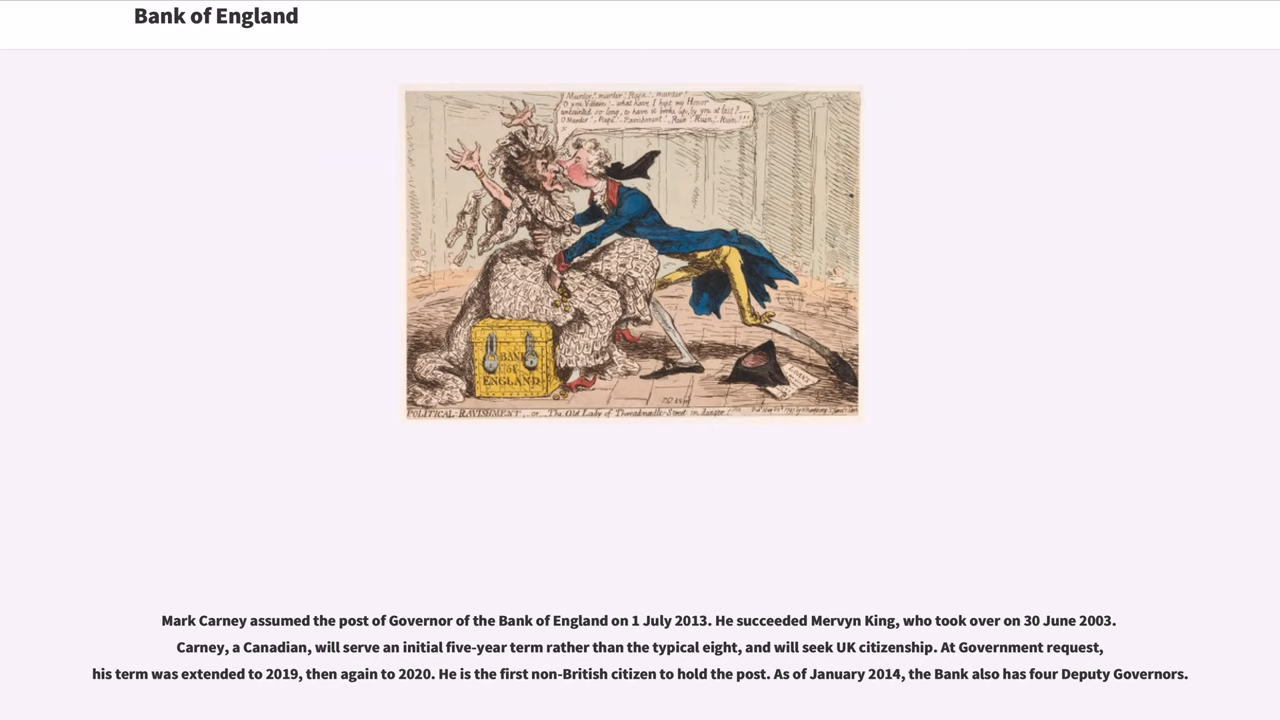 Bank of England
Murder! murder! Rape! murder!
O you Villain! what have I kept my Honor
untainted so long, to have it broke up, by you at last?
O Murder! Rape! Ravishment! Ruin! Ruin! Ruin!!!
BANK
of
ENGLAND
POLITICAL-RAVISHMENT, or The Old Lady of Threadneedle-Street in danger!
Mark Carney assumed the post of Governor of the Bank of England on 1 July 2013. He succeeded Mervyn King, who took over on 30 June 2003.
Carney, a Canadian, will serve an initial five-year term rather than the typical eight, and will seek UK citizenship. At Government request,
his term was extended to 2019, then again to 2020. He is the first non-British citizen to hold the post. As of January 2014, the Bank also has four Deputy Governors.